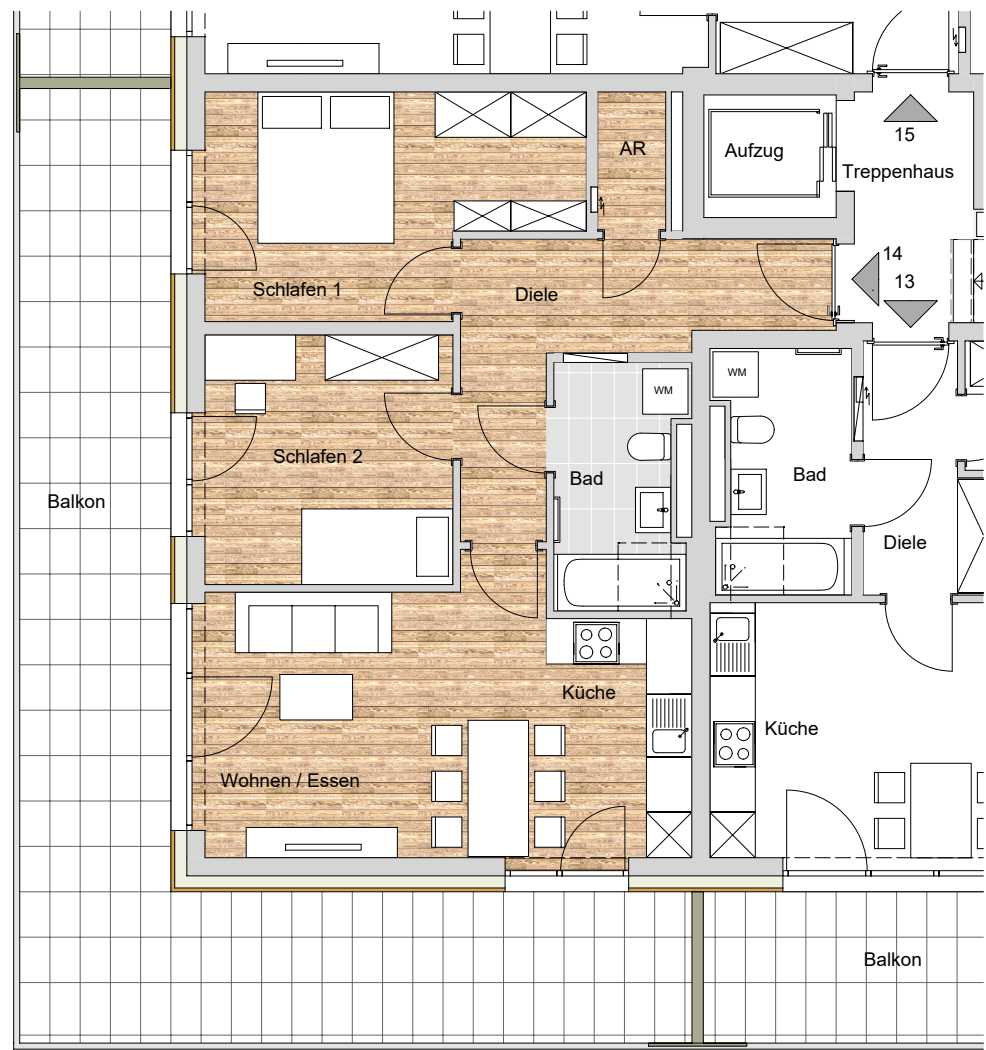 15
AR
Aufzug
Treppenhaus
14
13
Schlafen 1
Diele
WM
WM
Schlafen 2
Bad
Bad
Balkon
Diele
Küche
Küche
Wohnen / Essen
Balkon